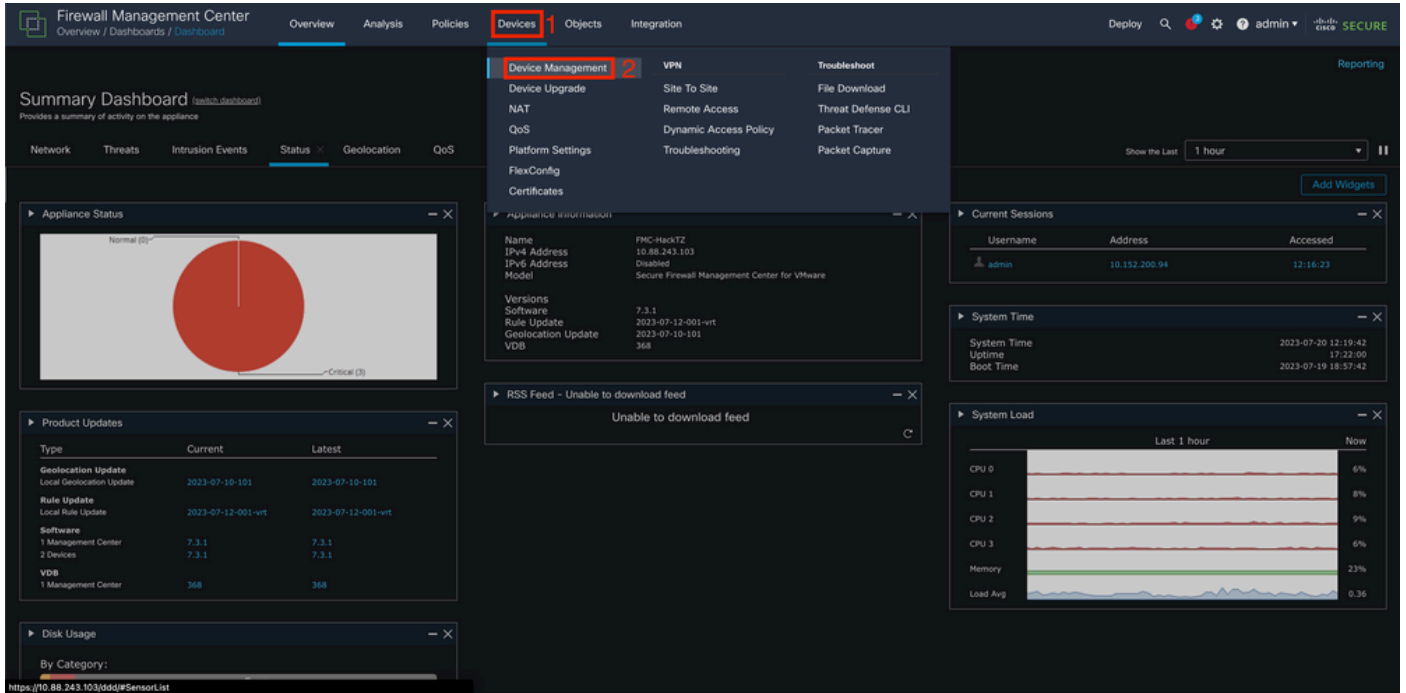 Firewall Management Center
Overview / Dashboards / Dashboard
Overview Analysis Policies Devices 1 Objects Integration
Deploy admin SECURE
cisco
Device Management 2
Device Upgrade
NAT
QoS
Platform Settings
FlexConfig
Certificates
VPN
Site To Site
Remote Access
Dynamic Access Policy
Troubleshooting
Troubleshoot
File Download
Threat Defense CLI
Packet Tracer
Packet Capture
Reporting
Summary Dashboard (switch dashboard)
Provides a summary of activity on the appliance
Network Threats Intrusion Events Status Geolocation QoS
Show the Last 1 hour
Add Widgets
Appliance Status
Normal (0)
Critical (3)
Product Updates
Type Current Latest
Geolocation Update
Local Geolocation Update 2023-07-10-101 2023-07-10-101
Rule Update
Local Rule Update 2023-07-12-001-vrt 2023-07-12-001-vrt
Software
1 Management Center 7.3.1 7.3.1
2 Devices 7.3.1 7.3.1
VDB
1 Management Center 368 368
Disk Usage
By Category:
Appliance Information
Name FMC-HackTZ
IPv4 Address 10.88.243.103
IPv6 Address Disabled
Model Secure Firewall Management Center for VMware
Versions
Software 7.3.1
Rule Update 2023-07-12-001-vrt
Geolocation Update 2023-07-10-101
VDB 368
RSS Feed - Unable to download feed
Unable to download feed
Current Sessions
Username Address Accessed
admin 10.152.200.94 12:16:23
System Time
System Time 2023-07-20 12:19:42
Uptime 17:22:00
Boot Time 2023-07-19 18:57:42
System Load
Last 1 hour Now
CPU 0 6%
CPU 1 8%
CPU 2 9%
CPU 3 6%
Memory 23%
Load Avg 0.36
https://10.88.243.103/ddd/#SensorList